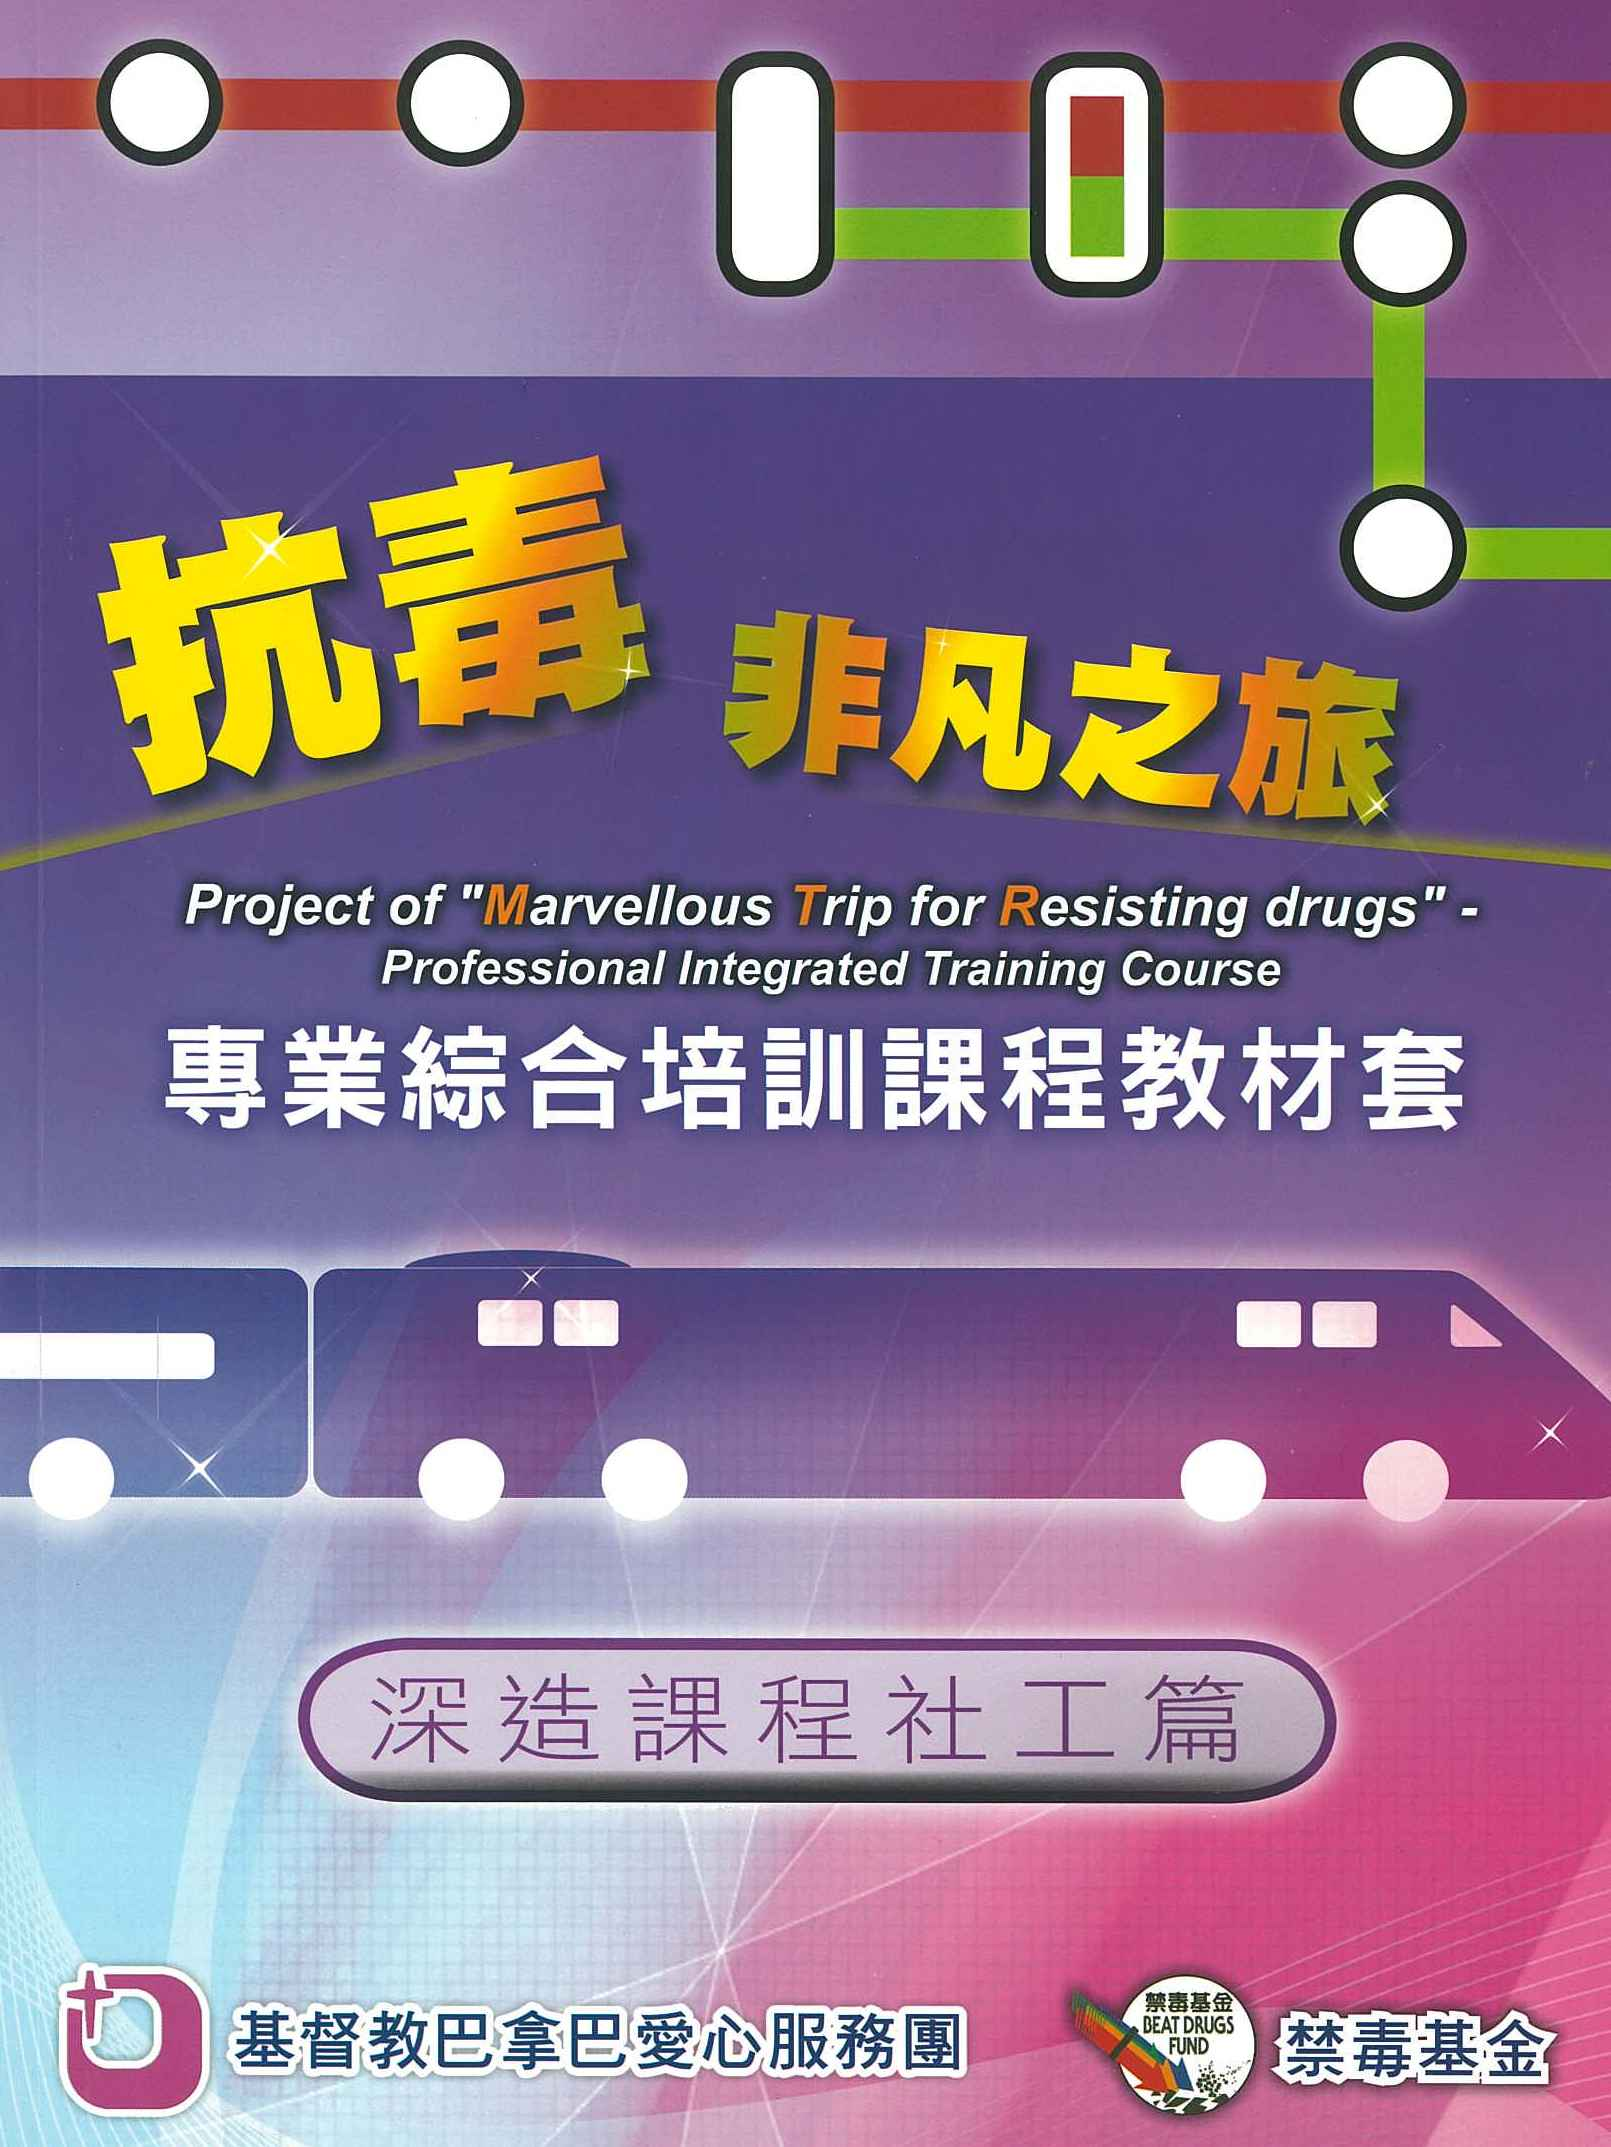 抗毒 非凡之旅
Project of "Marvellous Trip for Resisting drugs" -
Professional Integrated Training Course
專業綜合培訓課程教材套
深造課程社工篇
基督教巴拿巴愛心服務團
禁毒基金
BEAT DRUGS
FUND
禁毒基金